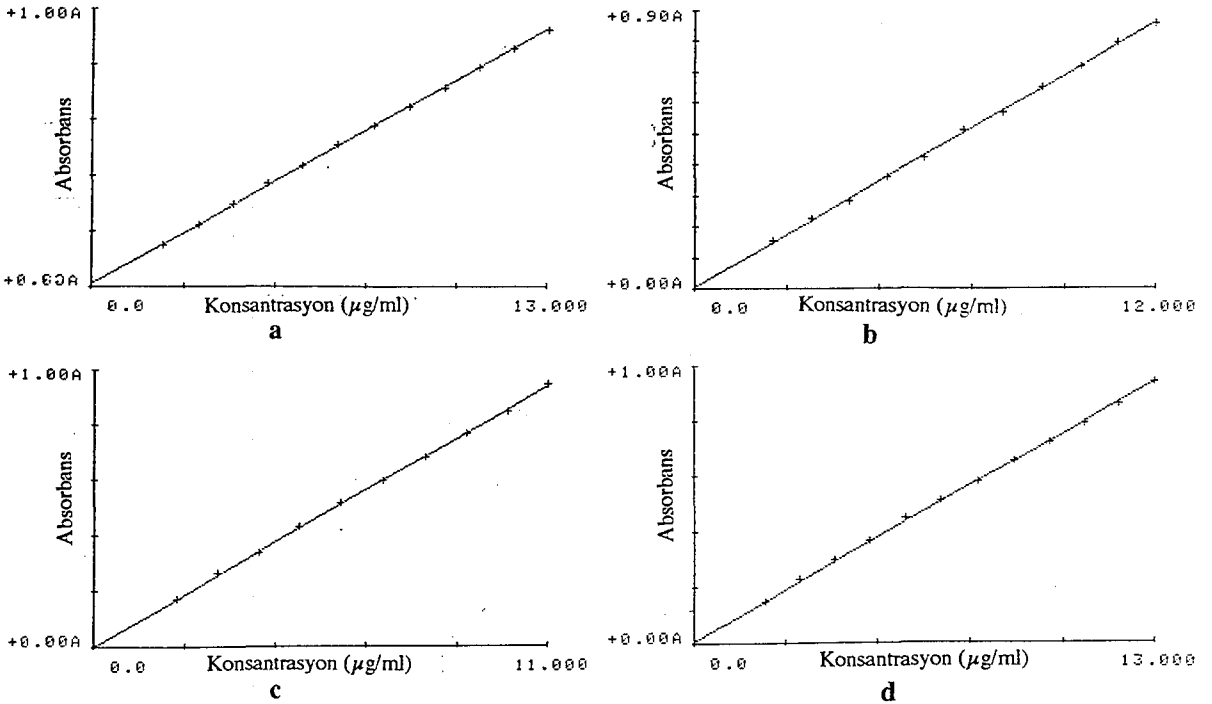 +1.00A
Absorbans
+0.00A
0.0
Konsantrasyon (µg/ml)
13.000
a
+0.90A
Absorbans
+0.00A
0.0
Konsantrasyon (µg/ml)
12.000
b
+1.00A
Absorbans
+0.00A
0.0
Konsantrasyon (µg/ml)
11.000
c
+1.00A
Absorbans
+0.00A
0.0
Konsantrasyon (µg/ml)
13.000
d